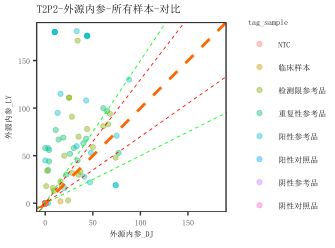 T2P2-外源内参-所有样本-对比
tag_sample
NTC
临床样本
检测限参考品
重复性参考品
阳性参考品
阳性对照品
阴性参考品
阴性对照品
外源内参_LY
150
100
50
0
0
50
100
150
外源内参_DJ